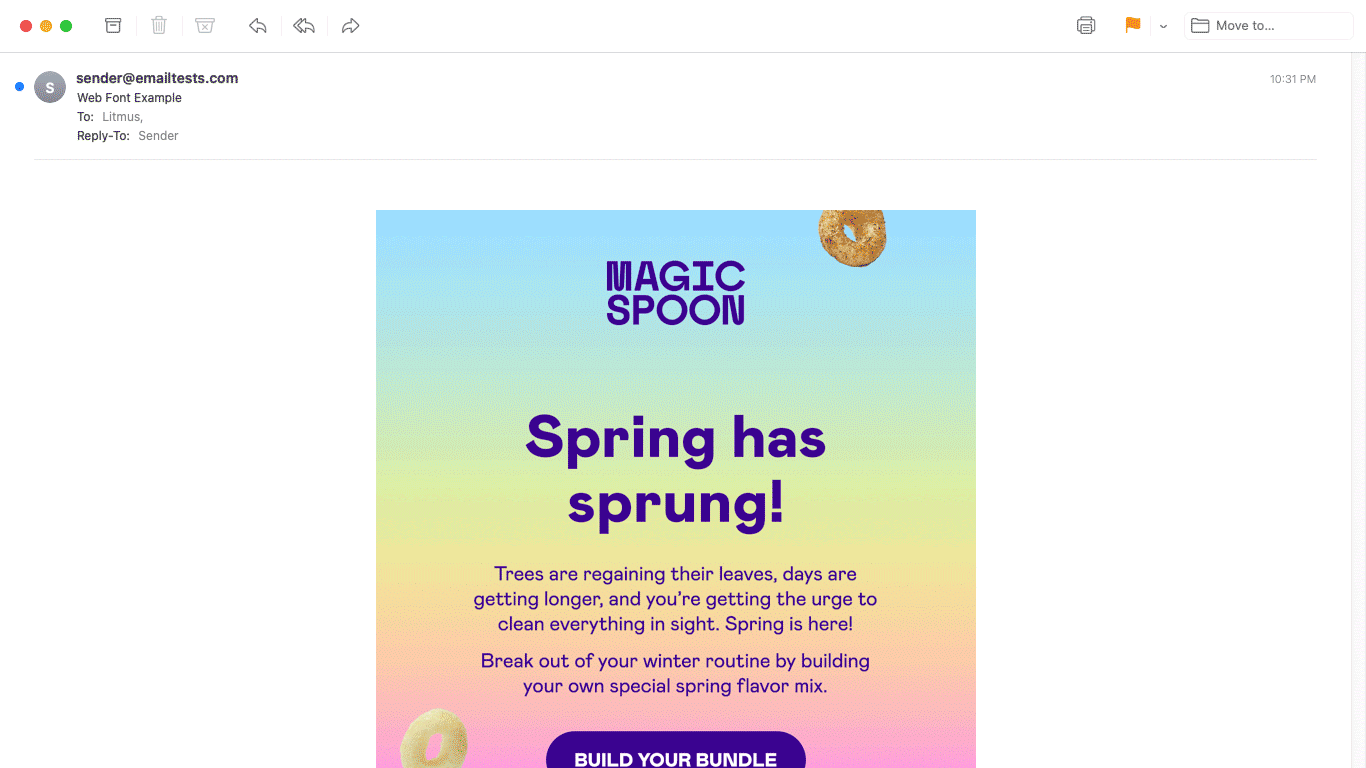 Move to...
S
sender@emailtests.com
10:31 PM
Web Font Example
To: Litmus,
Reply-To: Sender
MAGIC
SPOON
Spring has
sprung!
Trees are regaining their leaves, days are
getting longer, and you’re getting the urge to
clean everything in sight. Spring is here!
Break out of your winter routine by building
your own special spring flavor mix.
BUILD YOUR BUNDLE